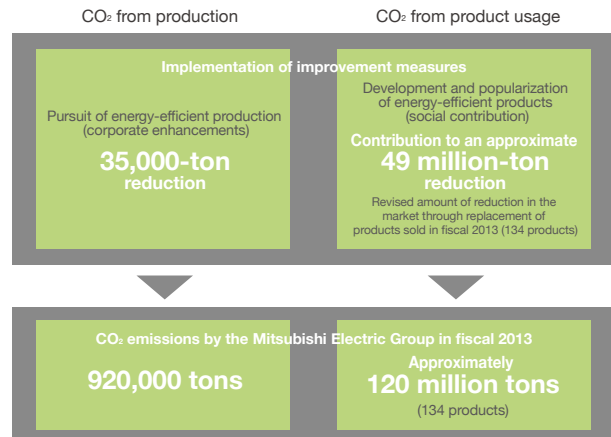 CO₂ from production
CO₂ from product usage
Implementation of improvement measures
Pursuit of energy-efficient production
(corporate enhancements)
35,000-ton
reduction
Development and popularization
of energy-efficient products
(social contribution)
Contribution to an approximate
49 million-ton
reduction
Revised amount of reduction in the
market through replacement of
products sold in fiscal 2013 (134 products)
CO₂ emissions by the Mitsubishi Electric Group in fiscal 2013
920,000 tons
Approximately
120 million tons
(134 products)